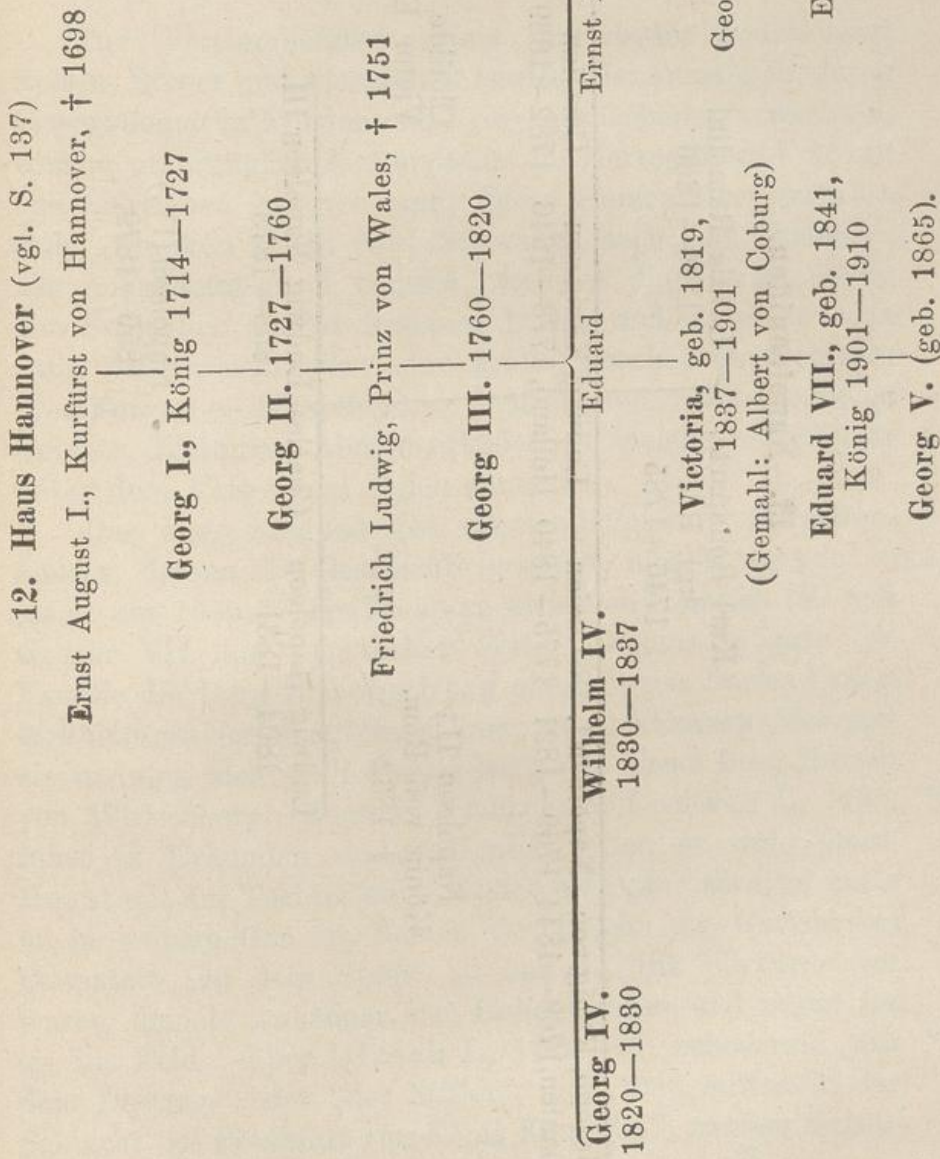 12. Haus Hannover (vgl. S. 137)
Ernst August I., Kurfürst von Hannover, † 1698
Georg I., König 1714—1727
Georg II. 1727—1760
Friedrich Ludwig, Prinz von Wales, † 1751
Georg III. 1760—1820
Georg IV.
1820—1830
Wilhelm IV.
1830—1837
Eduard
Victoria, geb. 1819,
1837—1901
(Gemahl: Albert von Coburg)
Eduard VII., geb. 1841,
König 1901—1910
Georg V. (geb. 1865).
Ernst
Geo
E